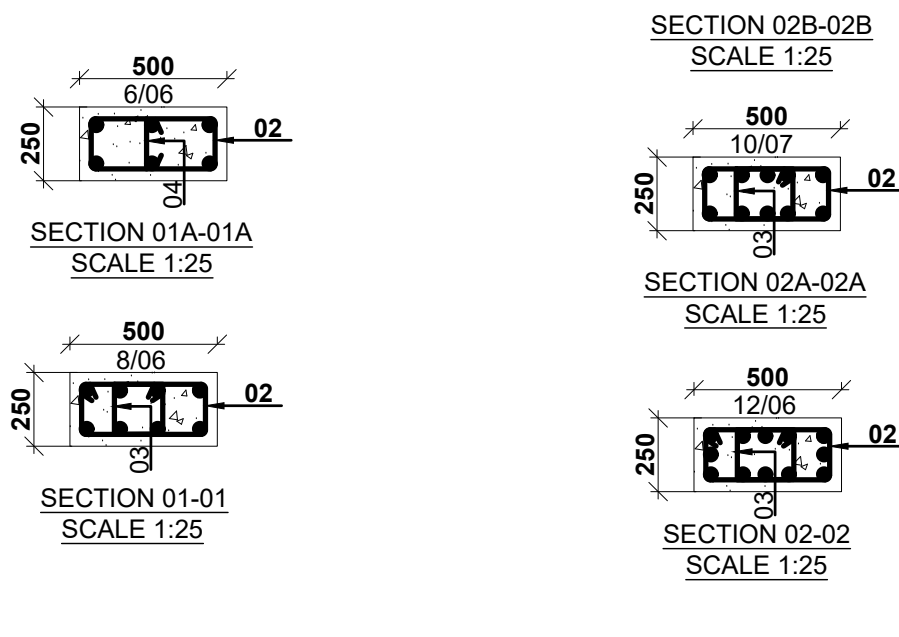 500
6/06
250
02
04
SECTION 01A-01A
SCALE 1:25
500
8/06
250
02
03
SECTION 01-01
SCALE 1:25
SECTION 02B-02B
SCALE 1:25
500
10/07
250
02
03
SECTION 02A-02A
SCALE 1:25
500
12/06
250
02
03
SECTION 02-02
SCALE 1:25